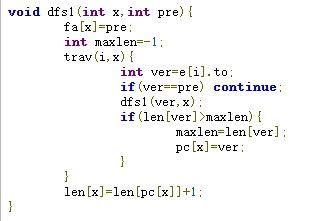 void dfs1(int x,int pre){
fa[x]=pre;
int maxlen=-1;
trav(i,x){
int ver=e[i].to;
if(ver==pre) continue;
dfs1(ver,x);
if(len[ver]>maxlen){
maxlen=len[ver];
pc[x]=ver;
}
}
len[x]=len[pc[x]]+1;
}